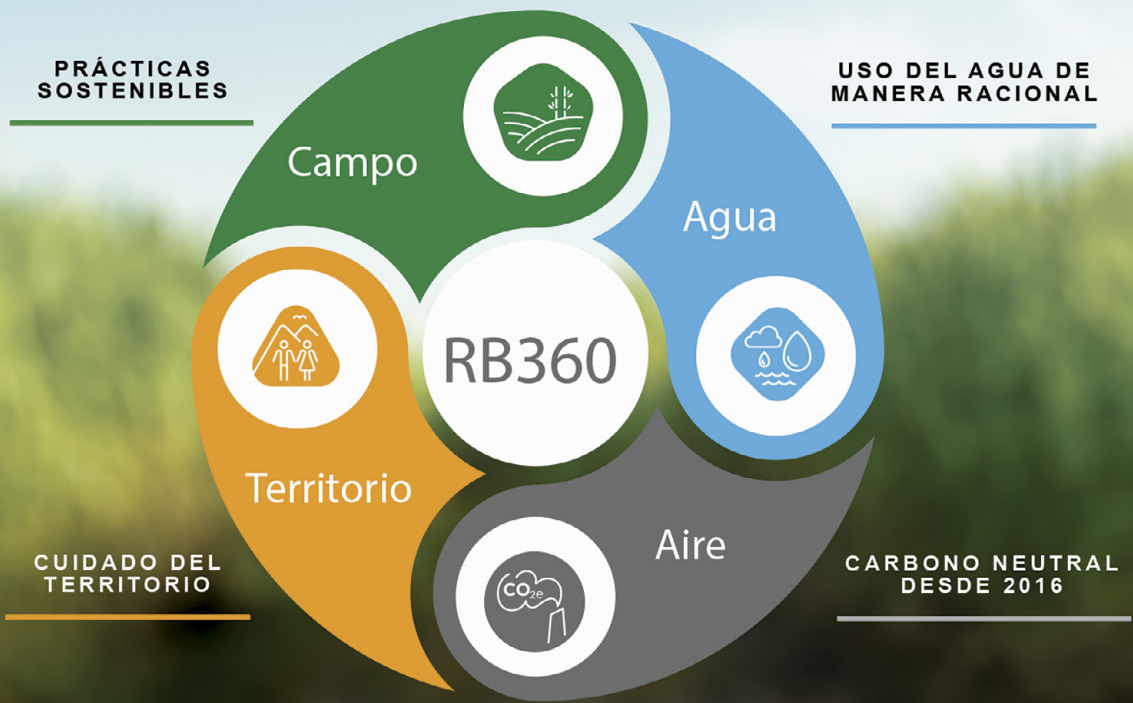 PRÁCTICAS
SOSTENIBLES
USO DEL AGUA DE
MANERA RACIONAL
Campo
Agua
RB360
Territorio
Aire
CO2e
CUIDADO DEL
TERRITORIO
CARBONO NEUTRAL
DESDE 2016